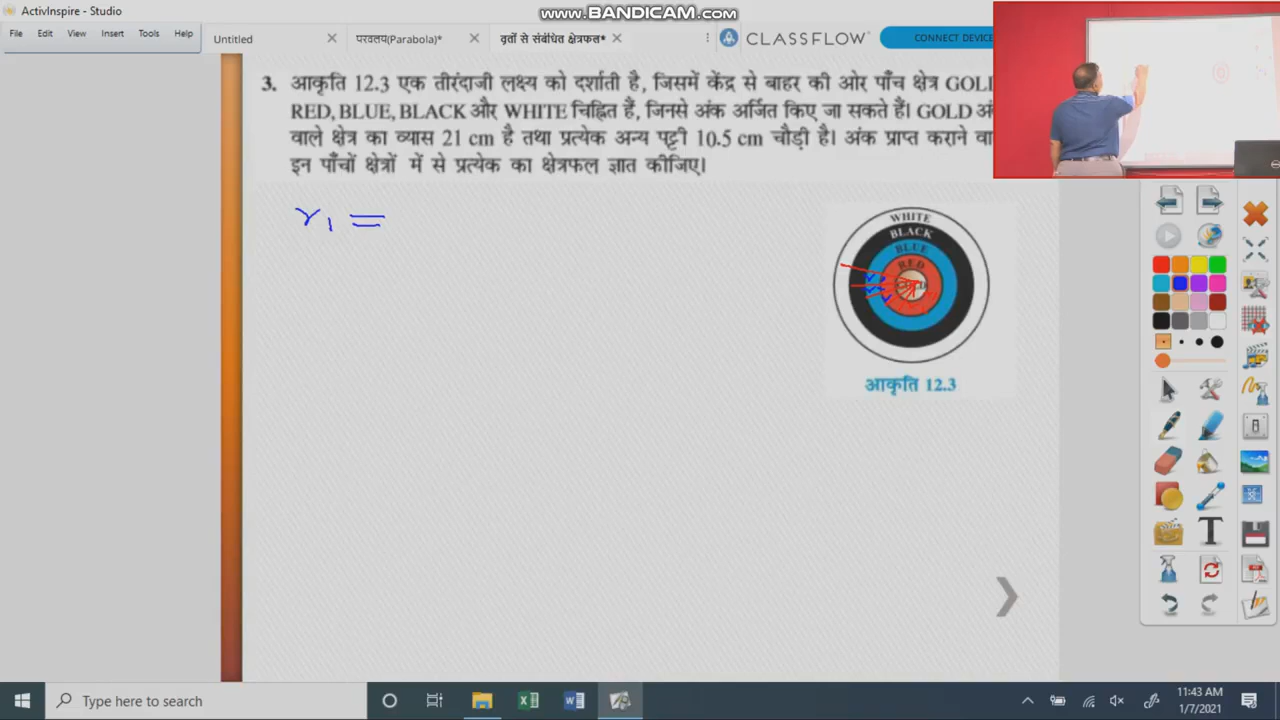 ActivInspire - Studio
www.BANDICAM.com
File Edit View Insert Tools Help
Untitled
परवलय(Parabola)*
वृतों से संबंधित क्षेत्रफल*
CLASSFLOW
CONNECT DEVICE
3. आकृति 12.3 एक तीरंदाजी लक्ष्य को दर्शाती है, जिसमें केंद्र से बाहर की ओर पाँच क्षेत्र GOLD
RED, BLUE, BLACK और WHITE चिह्नित हैं, जिनसे अंक अर्जित किए जा सकते हैं। GOLD अं
वाले क्षेत्र का व्यास 21 cm है तथा प्रत्येक अन्य पट्टी 10.5 cm चौड़ी है। अंक प्राप्त कराने वा
इन पाँचों क्षेत्रों में से प्रत्येक का क्षेत्रफल ज्ञात कीजिए।
r1 =
WHITE
BLACK
BLUE
RED
आकृति 12.3
T
Type here to search
11:43 AM
1/7/2021